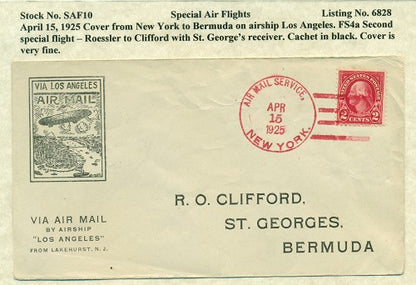 Stock No. SAF10 Special Air Flights Listing No. 6828
April 15, 1925 Cover from New York to Bermuda on airship Los Angeles. FS4a Second
special flight – Roessler to Clifford with St. George's receiver. Cachet in black. Cover is
very fine.
VIA LOS ANGELES
AIR MAIL
AIR MAIL SERVICE,
APR
15
1925
NEW YORK.
UNITED STATES POSTAGE
2 CENTS 2
R. O. CLIFFORD,
ST. GEORGES,
BERMUDA
VIA AIR MAIL
BY AIRSHIP
"LOS ANGELES"
FROM LAKEHURST, N. J.